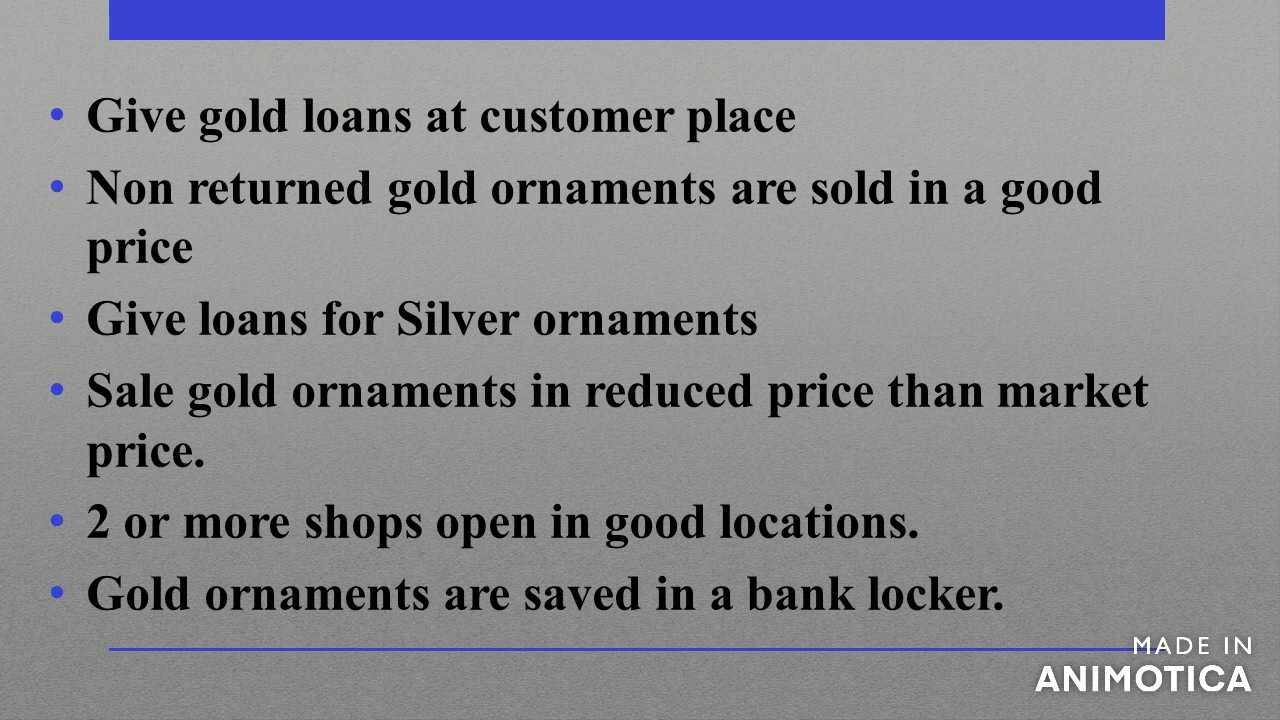 • Give gold loans at customer place
• Non returned gold ornaments are sold in a good
price
• Give loans for Silver ornaments
• Sale gold ornaments in reduced price than market
price.
• 2 or more shops open in good locations.
• Gold ornaments are saved in a bank locker.
MADE IN
ANIMOTICA